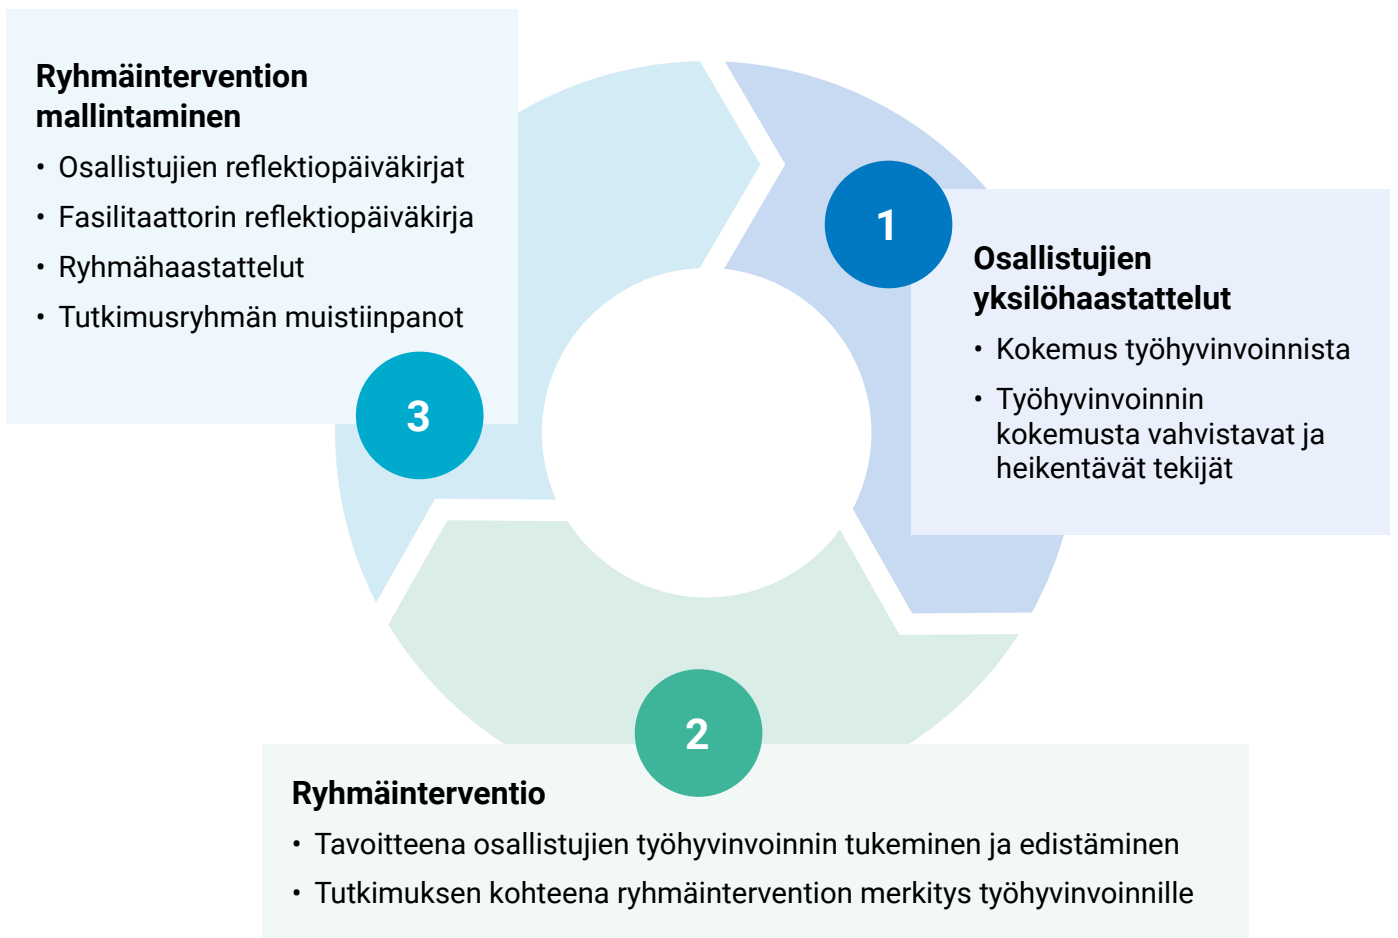 1
Osallistujien
yksilöhaastattelut
• Kokemus työhyvinvoinnista
• Työhyvinvoinnin
kokemusta vahvistavat ja
heikentävät tekijät
2
Ryhmäinterventio
• Tavoitteena osallistujien työhyvinvoinnin tukeminen ja edistäminen
• Tutkimuksen kohteena ryhmäintervention merkitys työhyvinvoinnille
3
Ryhmäintervention
mallintaminen
• Osallistujien reflektiopäiväkirjat
• Fasilitaattorin reflektiopäiväkirja
• Ryhmähaastattelut
• Tutkimusryhmän muistiinpanot